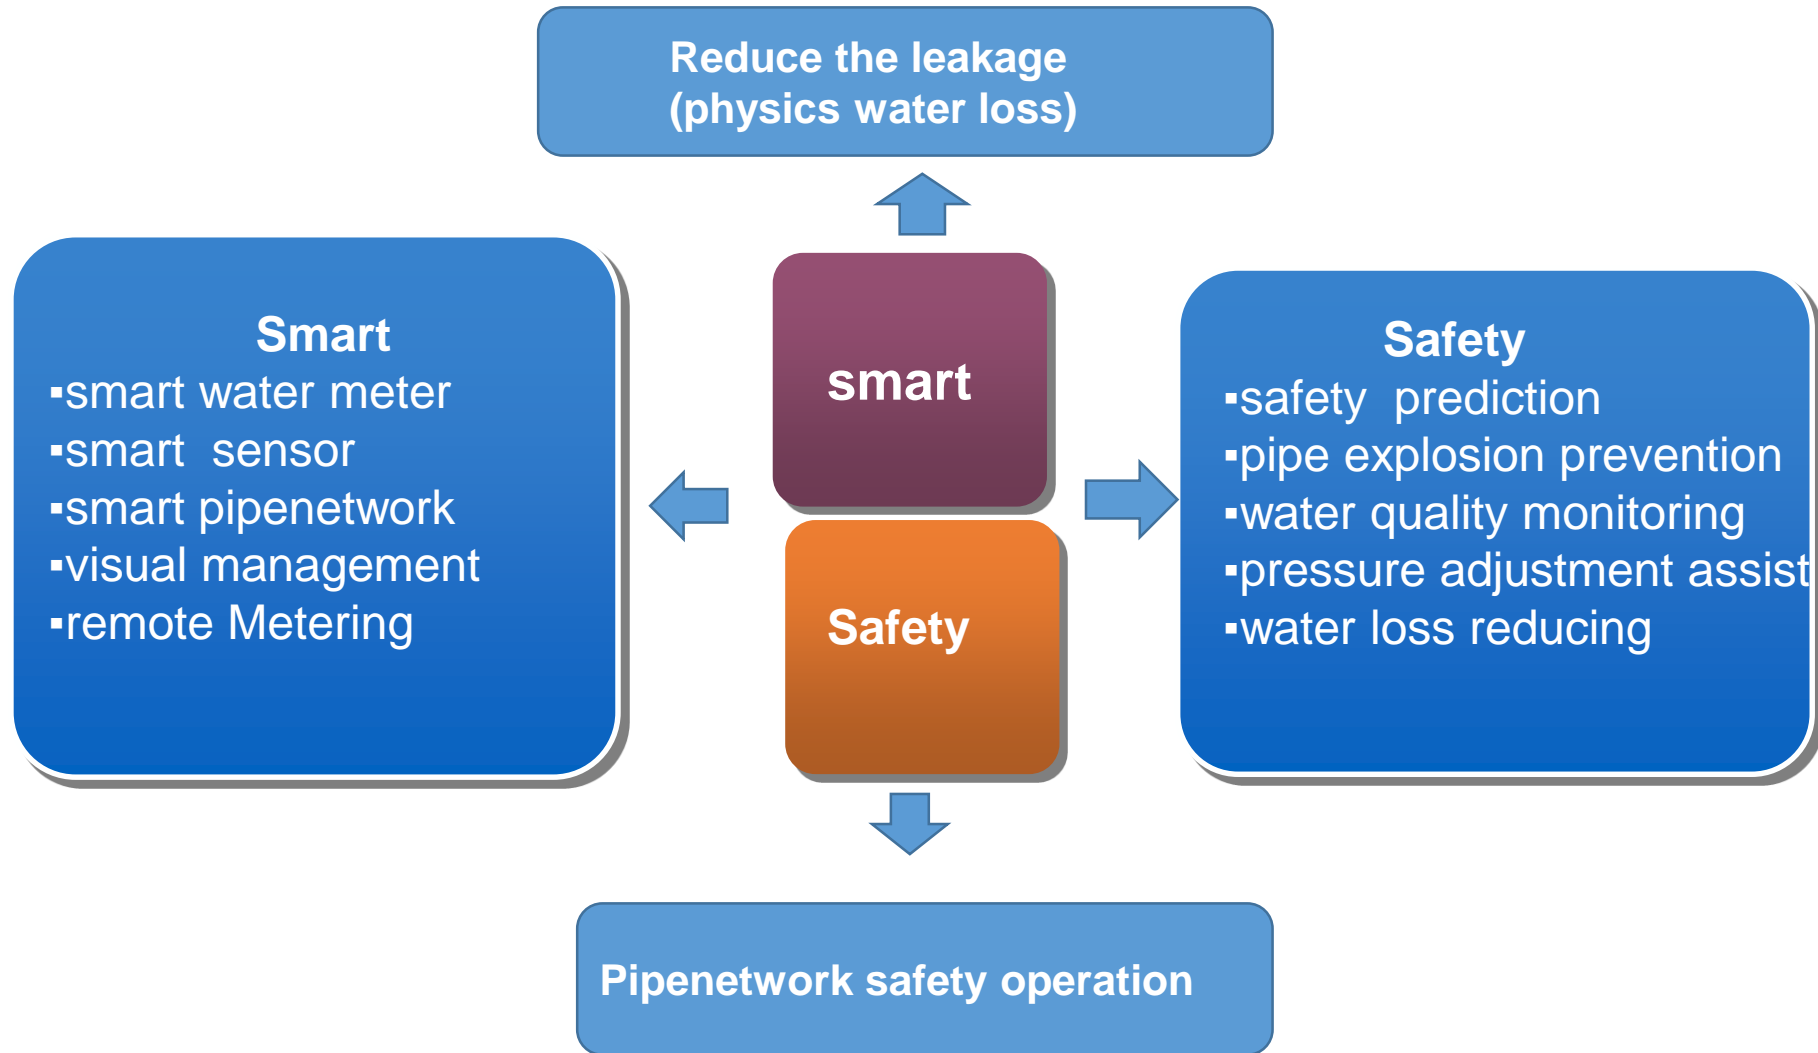 Reduce the leakage
(physics water loss)
Smart
▪smart water meter
▪smart  sensor
▪smart pipenetwork
▪visual management
▪remote Metering
smart
Safety
Safety
▪safety  prediction
▪pipe explosion prevention
▪water quality monitoring
▪pressure adjustment assist
▪water loss reducing
Pipenetwork safety operation